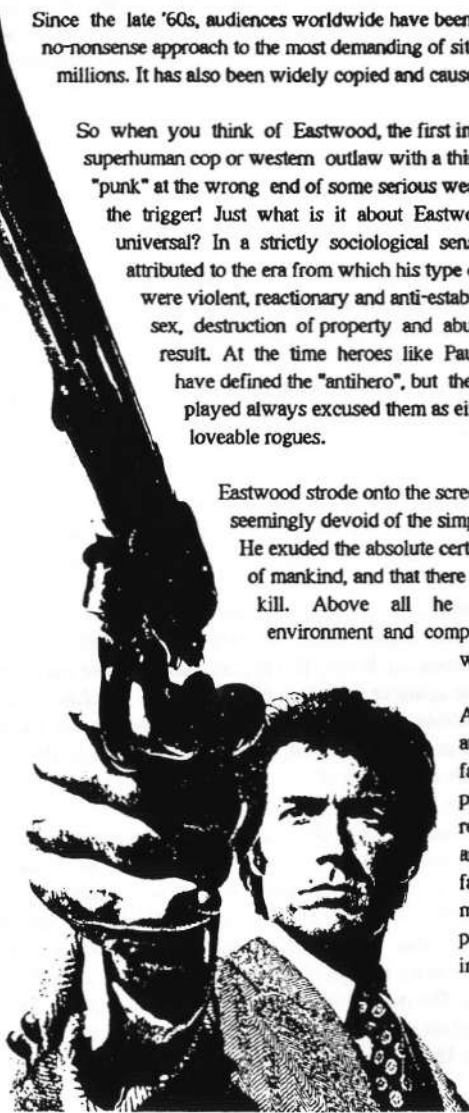 Since the late '60s, audiences worldwide have been
no-nonsense approach to the most demanding of sit
millions. It has also been widely copied and cause
So when you think of Eastwood, the first im
superhuman cop or western outlaw with a thi
"punk" at the wrong end of some serious wea
the trigger! Just what is it about Eastwo
universal? In a strictly sociological sens
attributed to the era from which his type o
were violent, reactionary and anti-estab
sex, destruction of property and abu
result. At the time heroes like Pau
have defined the "antihero", but the
played always excused them as ei
loveable rogues.
Eastwood strode onto the scree
seemingly devoid of the simp
He exuded the absolute cert
of mankind, and that there
kill. Above all he
environment and comp
w
A
a
fa
p
re
a
fa
m
p
in